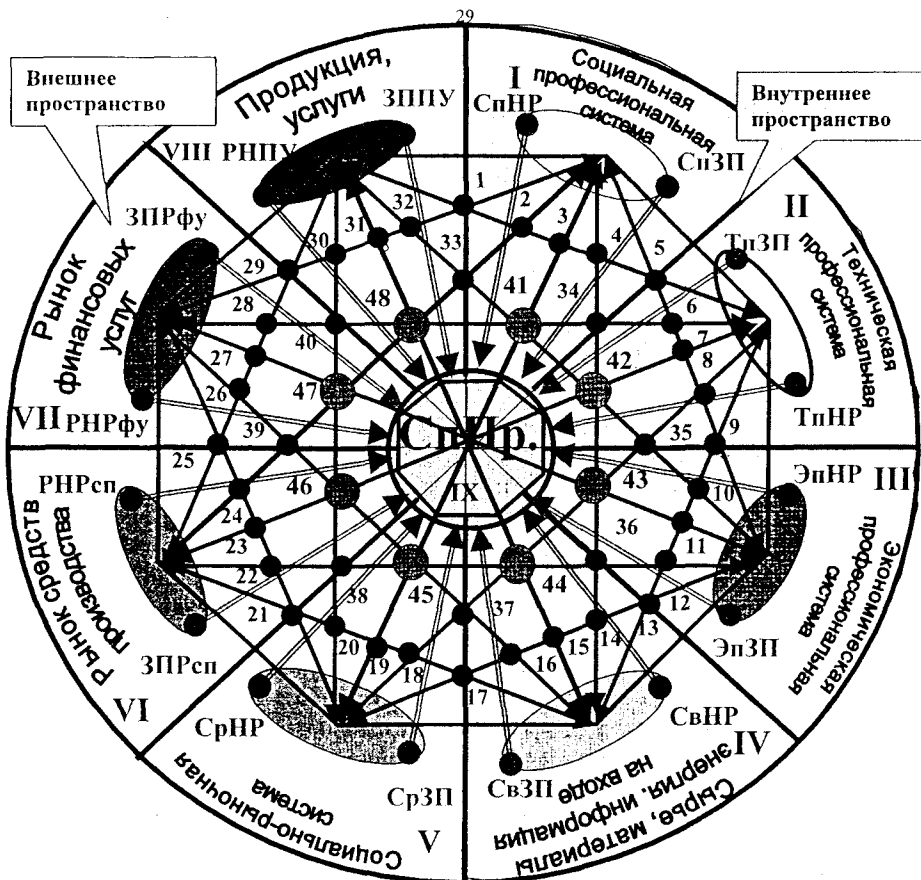 29
Внешнее
пространство
Внутреннее
пространство
Продукция,
услуги
VIII
РНПУ
ЗППУ
I
Социальная
профессиональная
система
СпНР
СпЗП
II
Техническая
профессиональная
система
ТпЗП
ТпНР
III
Экономическая
профессиональная
система
ЭпНР
ЭпЗП
IV
Сырье, материалы
энергия. информация
на входе
СвНР
СвЗП
V
Социально-рыночная
система
СрНР
СрЗП
VI
Рынок средств
производства
РНРсп
ЗПРсп
VII
Рынок
финансовых
услуг
ЗПРфу
РНРфу
СпНр.
IX
1
2
3
4
5
6
7
8
9
10
11
12
13
14
15
16
17
18
19
20
21
22
23
24
25
26
27
28
29
30
31
32
33
34
35
36
37
38
39
40
41
42
43
44
45
46
47
48